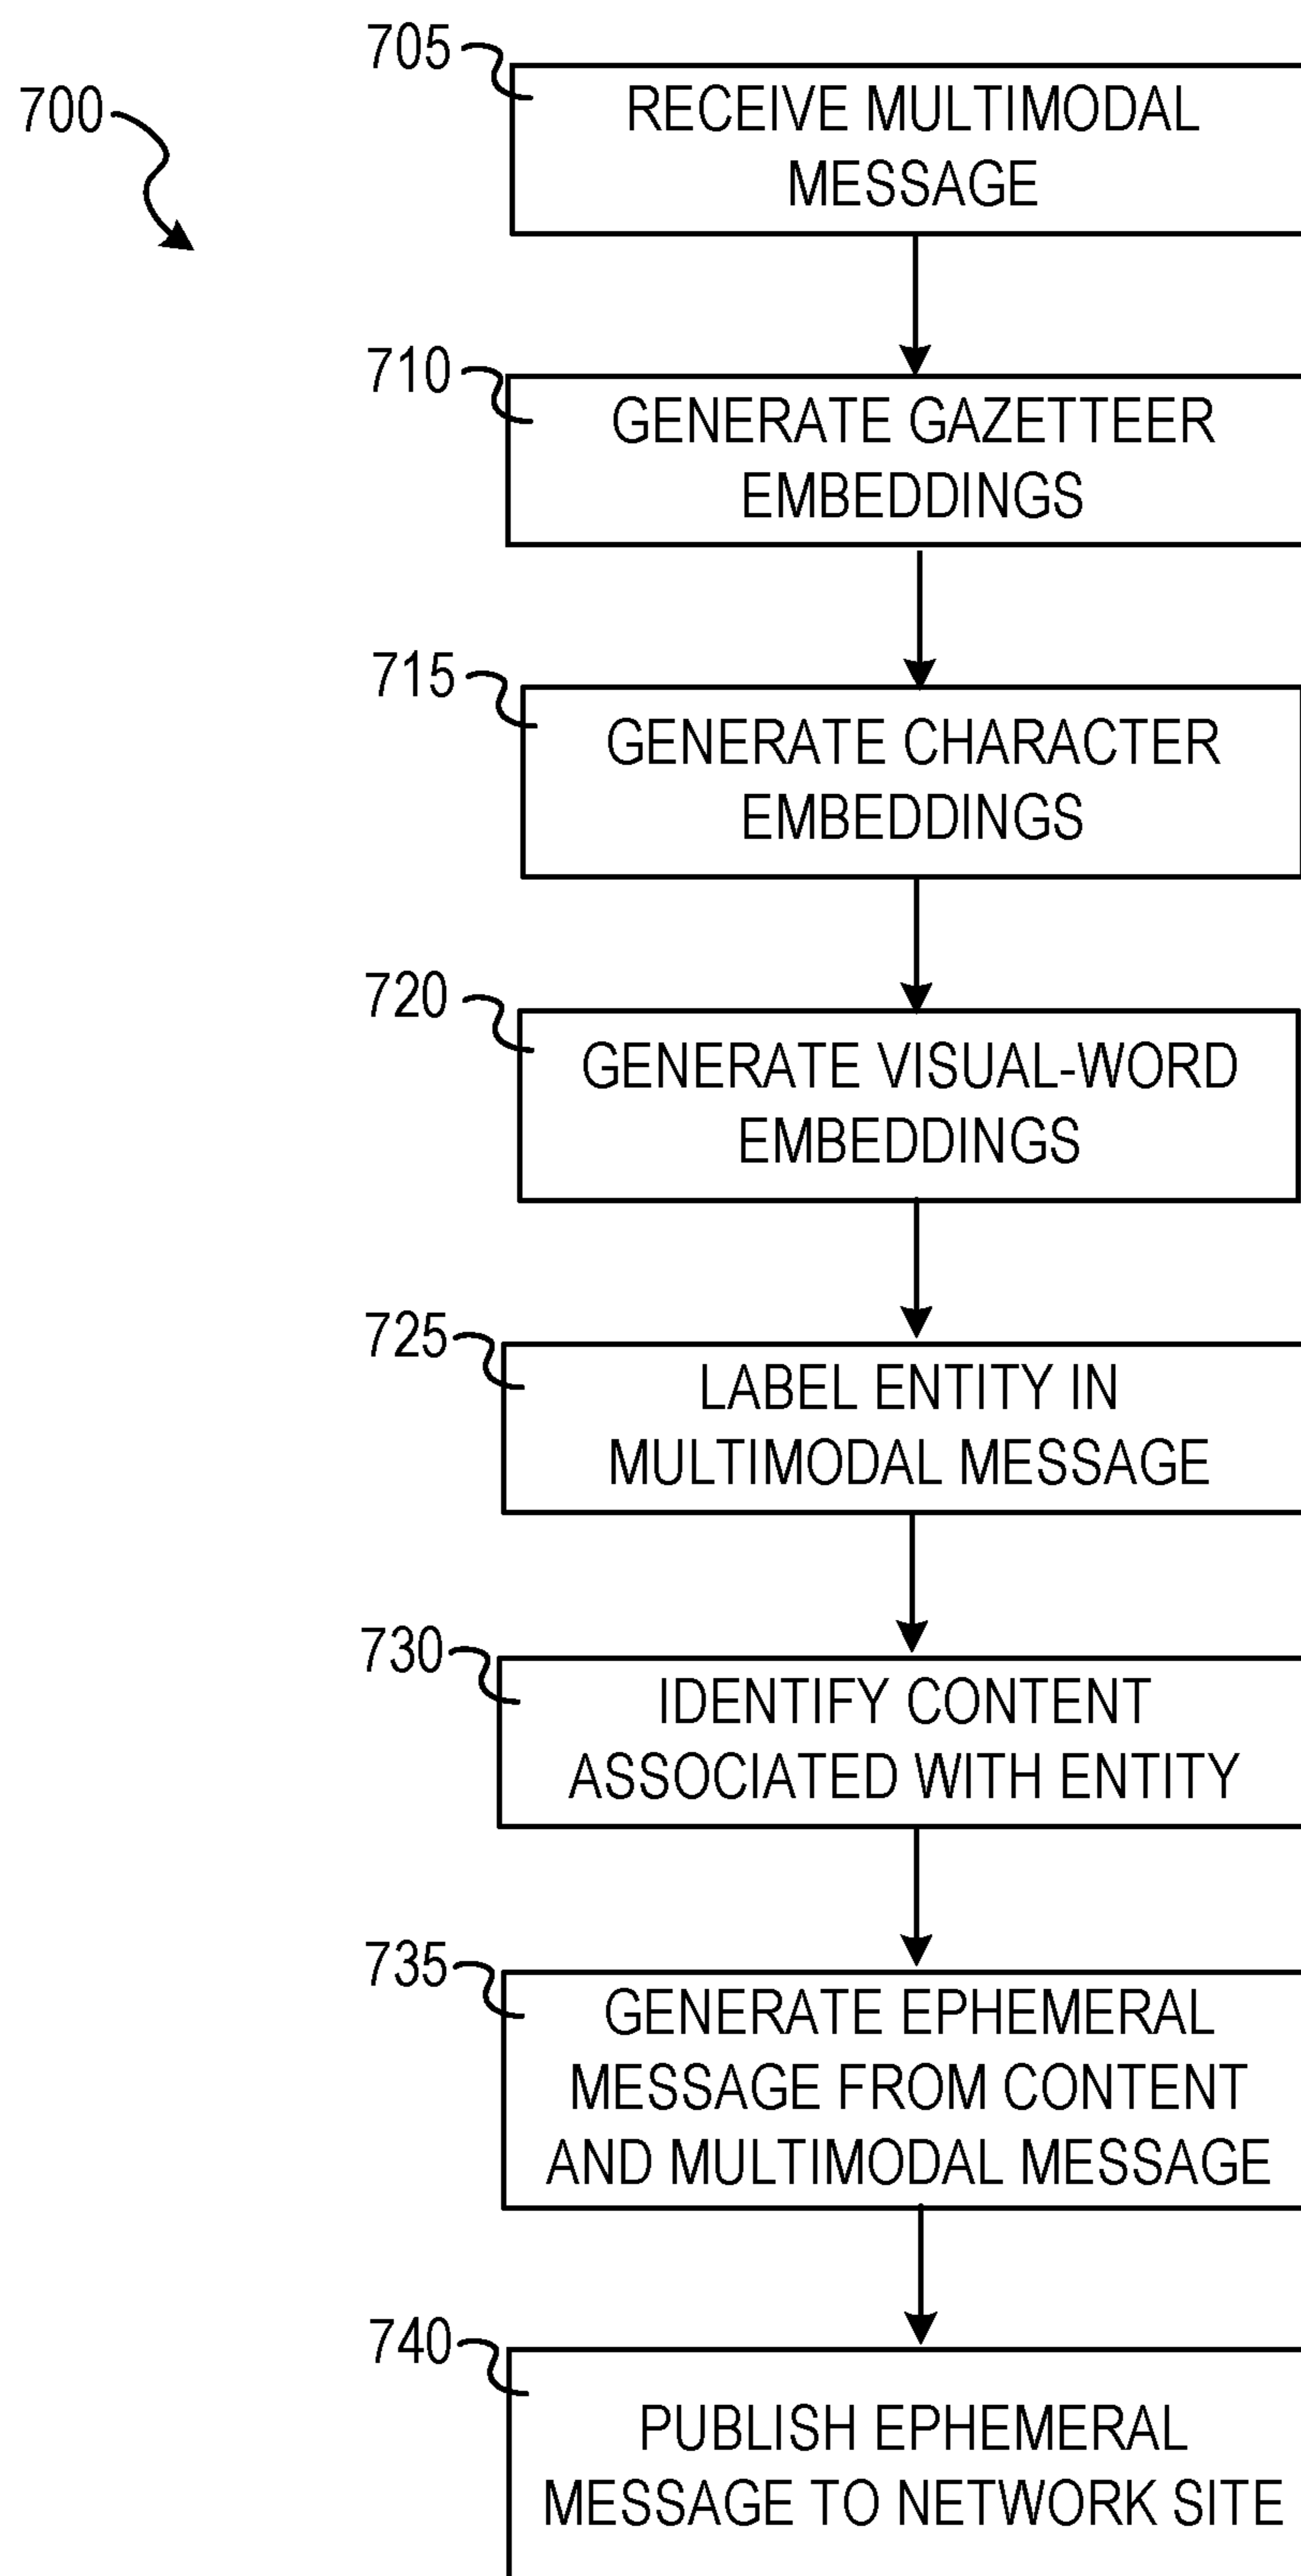 700
705
RECEIVE MULTIMODAL
MESSAGE
710
GENERATE GAZETTEER
EMBEDDINGS
715
GENERATE CHARACTER
EMBEDDINGS
720
GENERATE VISUAL-WORD
EMBEDDINGS
725
LABEL ENTITY IN
MULTIMODAL MESSAGE
730
IDENTIFY CONTENT
ASSOCIATED WITH ENTITY
735
GENERATE EPHEMERAL
MESSAGE FROM CONTENT
AND MULTIMODAL MESSAGE
740
PUBLISH EPHEMERAL
MESSAGE TO NETWORK SITE